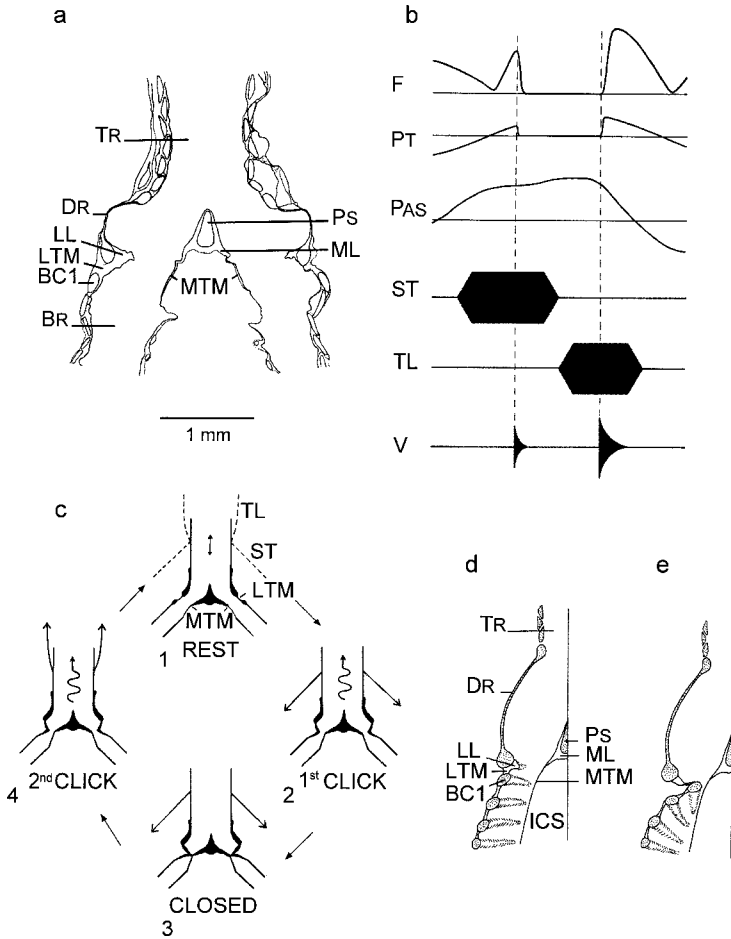 a
TR
DR
LL
LTM
BC1
BR
PS
ML
MTM
1 mm
b
F
PT
PAS
ST
TL
V
c
TL
ST
LTM
MTM
1 REST
2 1st CLICK
3 CLOSED
4 2nd CLICK
d
TR
DR
LL
LTM
BC1
PS
ML
MTM
ICS
e